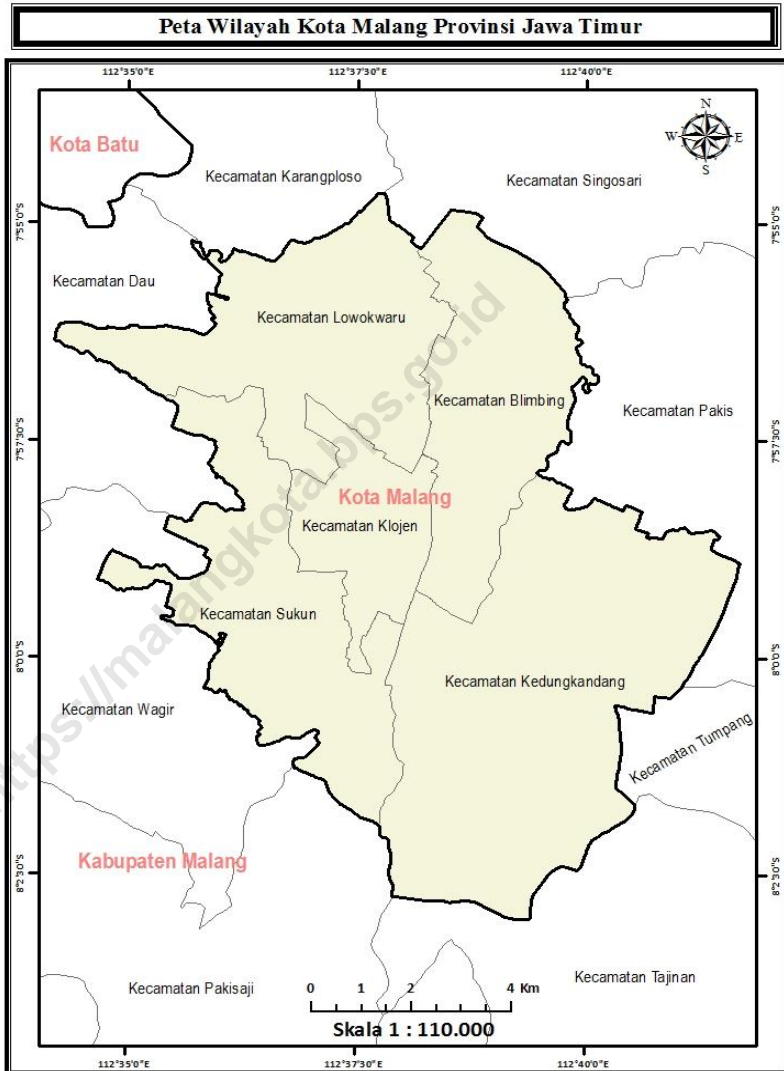 Peta Wilayah Kota Malang Provinsi Jawa Timur
112°35'0"E 112°37'30"E 112°40'0"E
N
W E
S
Kota Batu
Kecamatan Karangploso
Kecamatan Singosari
7°55'0"S 7°55'0"S
Kecamatan Dau
Kecamatan Lowokwaru
Kecamatan Blimbing
Kecamatan Pakis
7°57'30"S 7°57'30"S
Kota Malang
Kecamatan Klojen
Kecamatan Sukun
8°0'0"S 8°0'0"S
Kecamatan Kedungkandang
Kecamatan Wagir
Kecamatan Tumpang
Kabupaten Malang
8°2'30"S 8°2'30"S
Kecamatan Tajinan
Kecamatan Pakisaji
0 1 2 4 Km
Skala 1 : 110.000
112°35'0"E 112°37'30"E 112°40'0"E
https://malangkota.bps.go.id